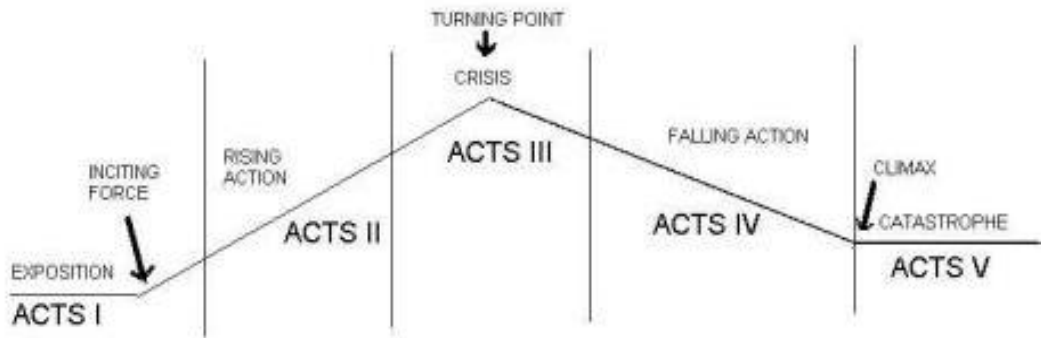 TURNING POINT
CRISIS
RISING
ACTION
ACTS III
FALLING ACTION
INCITING
FORCE
CLIMAX
ACTS II
ACTS IV
CATASTROPHE
EXPOSITION
ACTS V
ACTS I